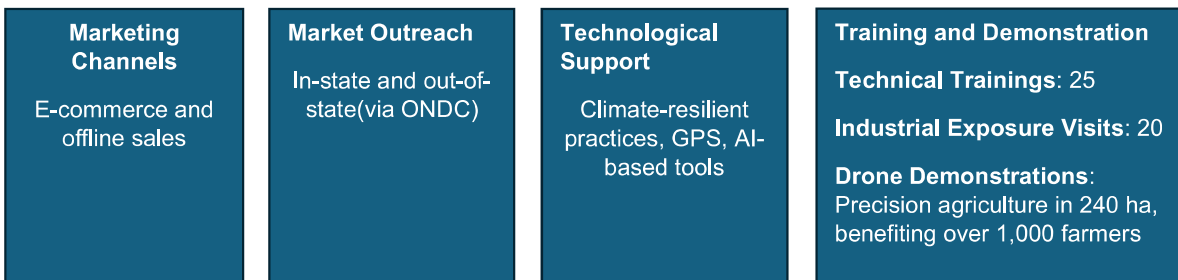 Marketing
Channels
E-commerce and
offline sales
Market Outreach
In-state and out-of-
state(via ONDC)
Technological
Support
Climate-resilient
practices, GPS, AI-
based tools
Training and Demonstration
Technical Trainings: 25
Industrial Exposure Visits: 20
Drone Demonstrations:
Precision agriculture in 240 ha,
benefiting over 1,000 farmers